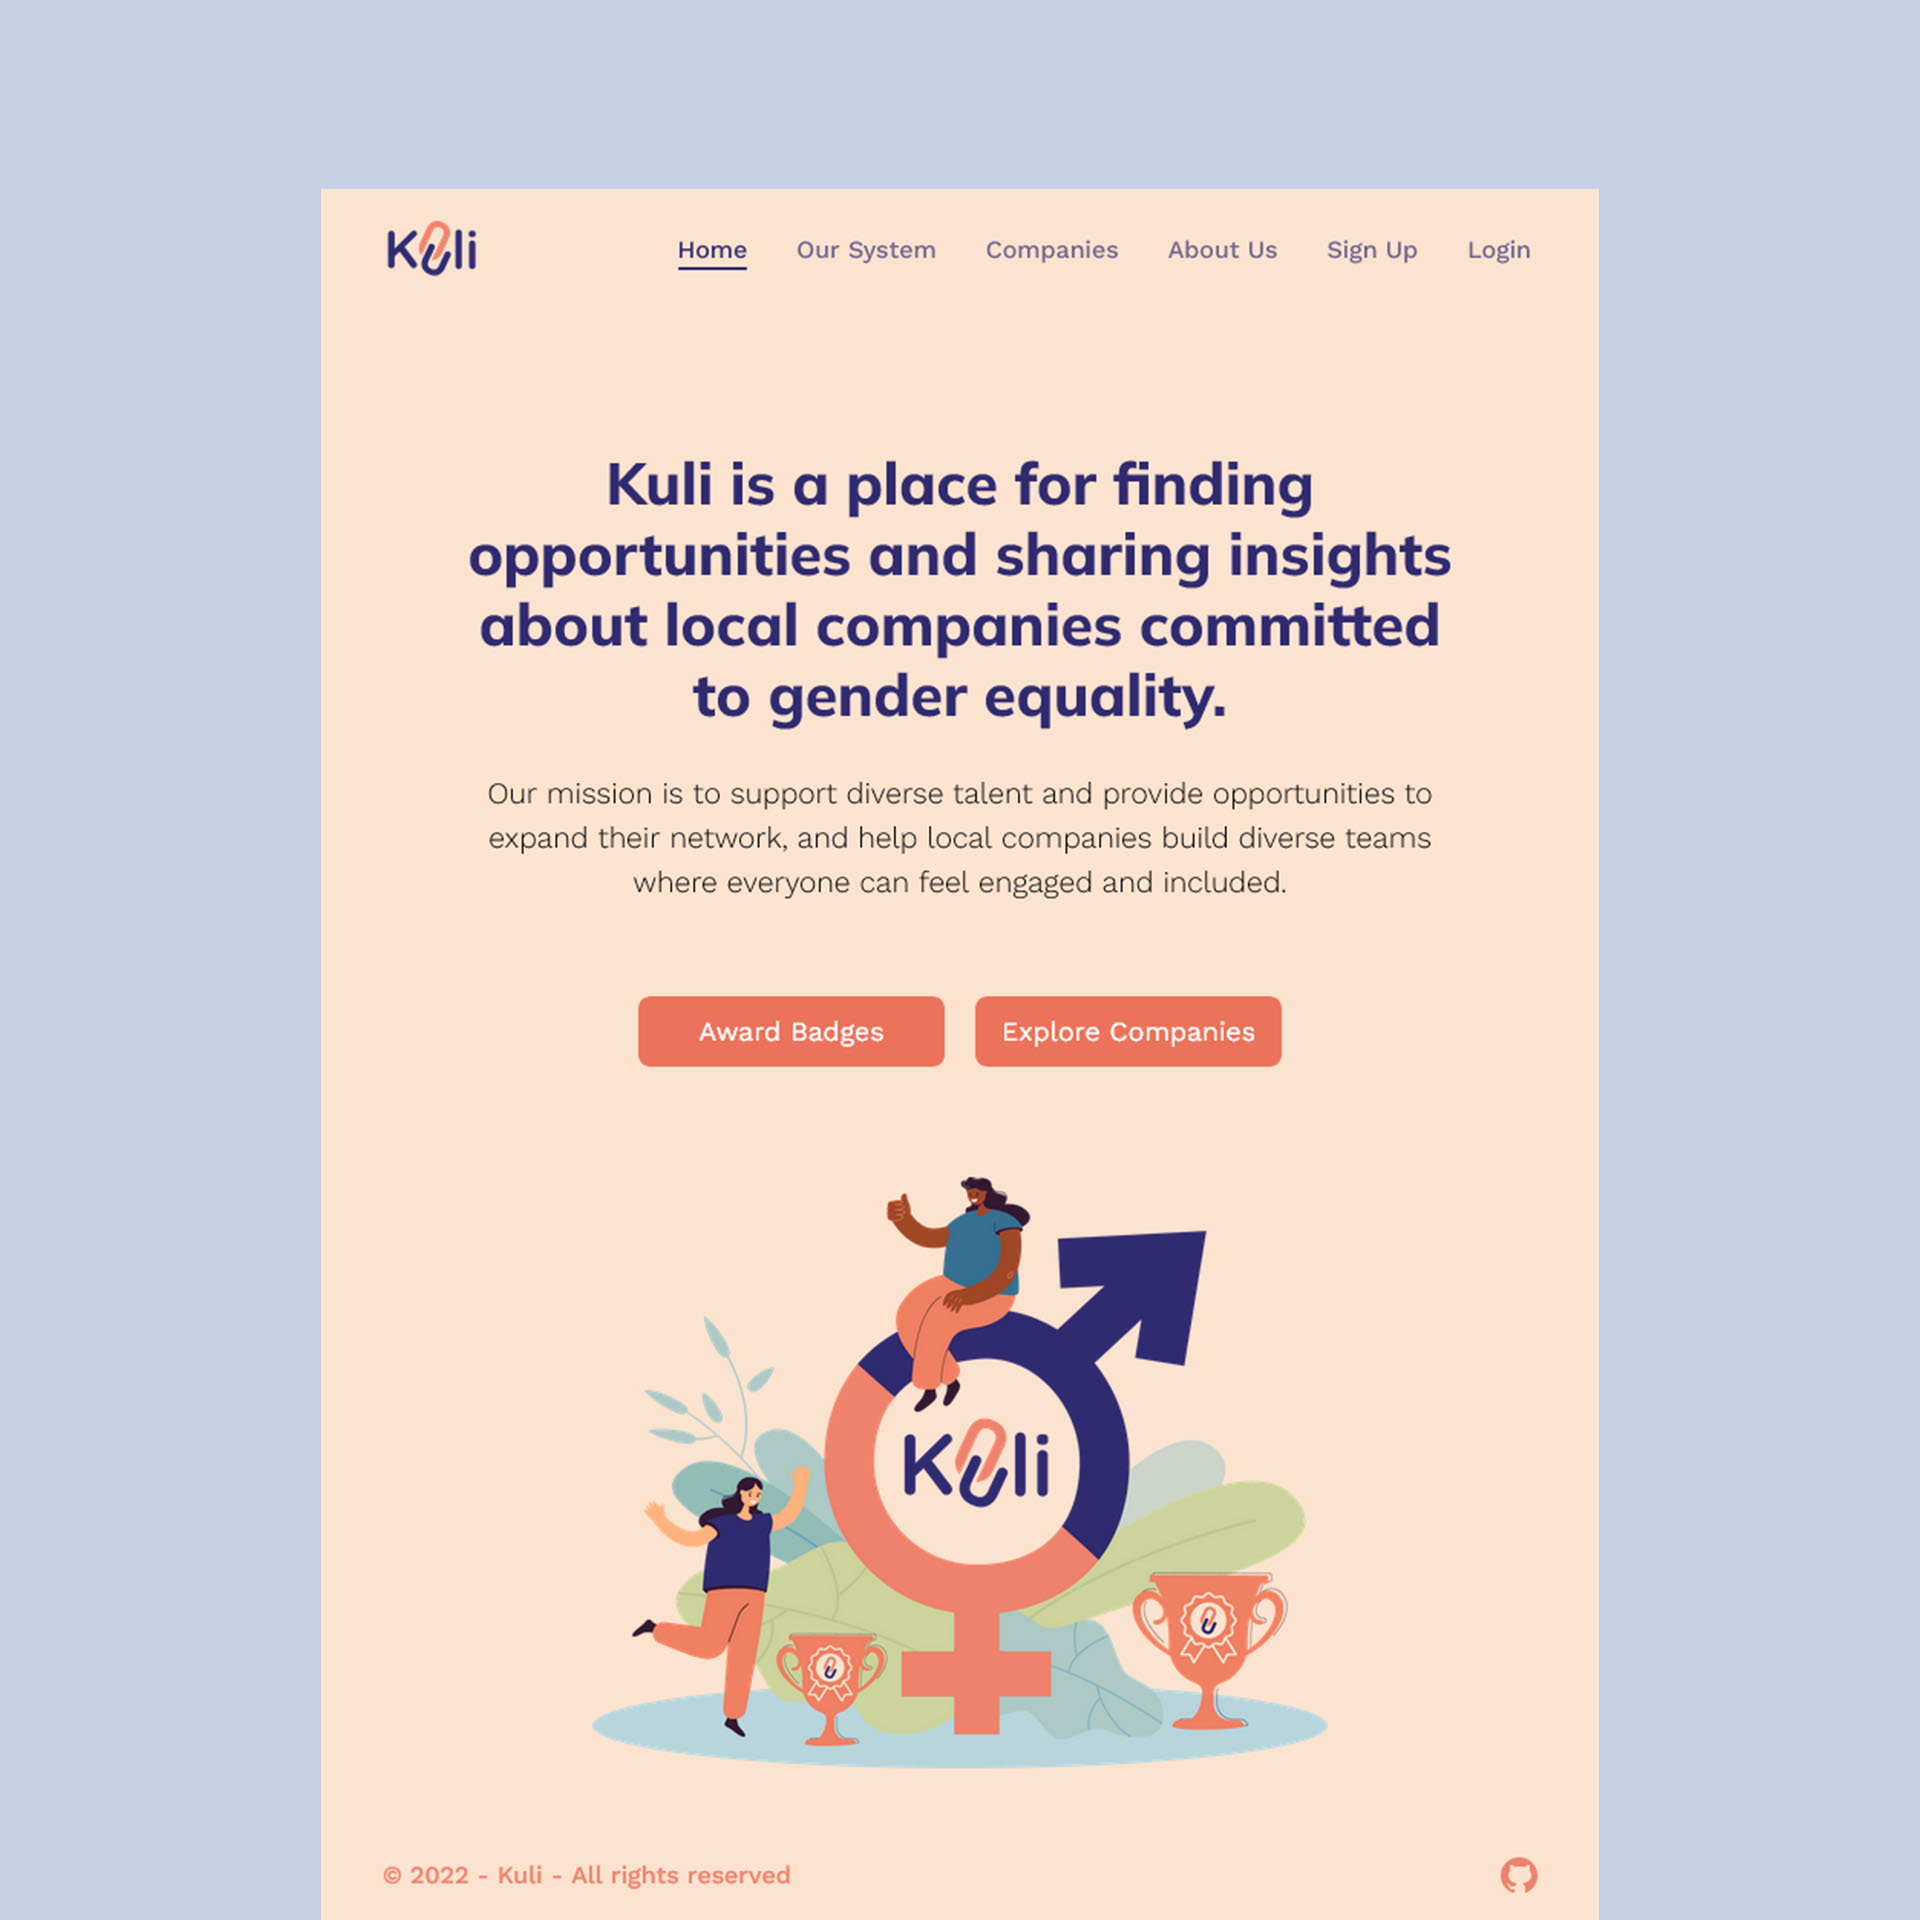 Kuli
Home Our System Companies About Us Sign Up Login
Kuli is a place for finding
opportunities and sharing insights
about local companies committed
to gender equality.
Our mission is to support diverse talent and provide opportunities to
expand their network, and help local companies build diverse teams
where everyone can feel engaged and included.
Award Badges Explore Companies
Kuli
© 2022 - Kuli - All rights reserved